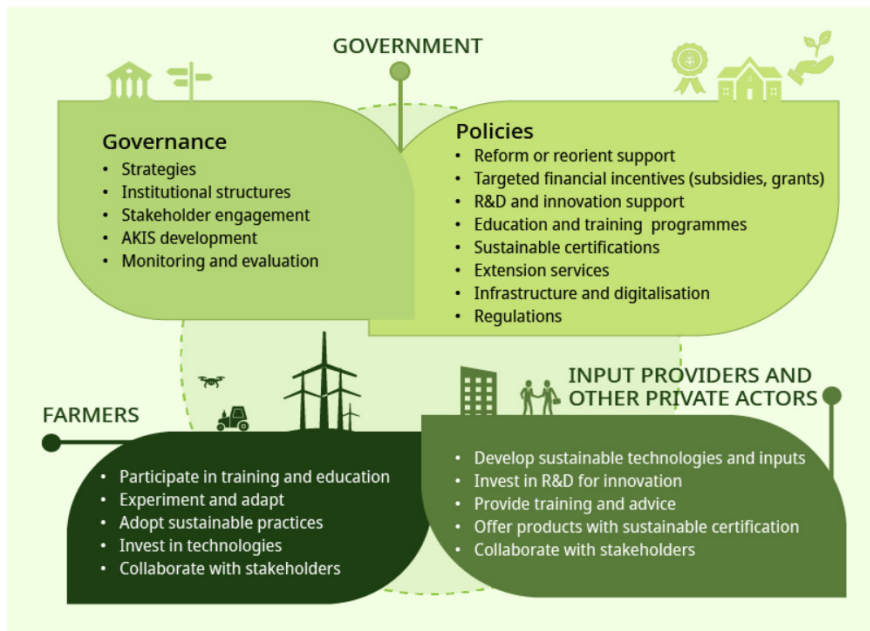 GOVERNMENT
Governance
• Strategies
• Institutional structures
• Stakeholder engagement
• AKIS development
• Monitoring and evaluation
Policies
• Reform or reorient support
• Targeted financial incentives (subsidies, grants)
• R&D and innovation support
• Education and training programmes
• Sustainable certifications
• Extension services
• Infrastructure and digitalisation
• Regulations
FARMERS
• Participate in training and education
• Experiment and adapt
• Adopt sustainable practices
• Invest in technologies
• Collaborate with stakeholders
INPUT PROVIDERS AND
OTHER PRIVATE ACTORS
• Develop sustainable technologies and inputs
• Invest in R&D for innovation
• Provide training and advice
• Offer products with sustainable certification
• Collaborate with stakeholders